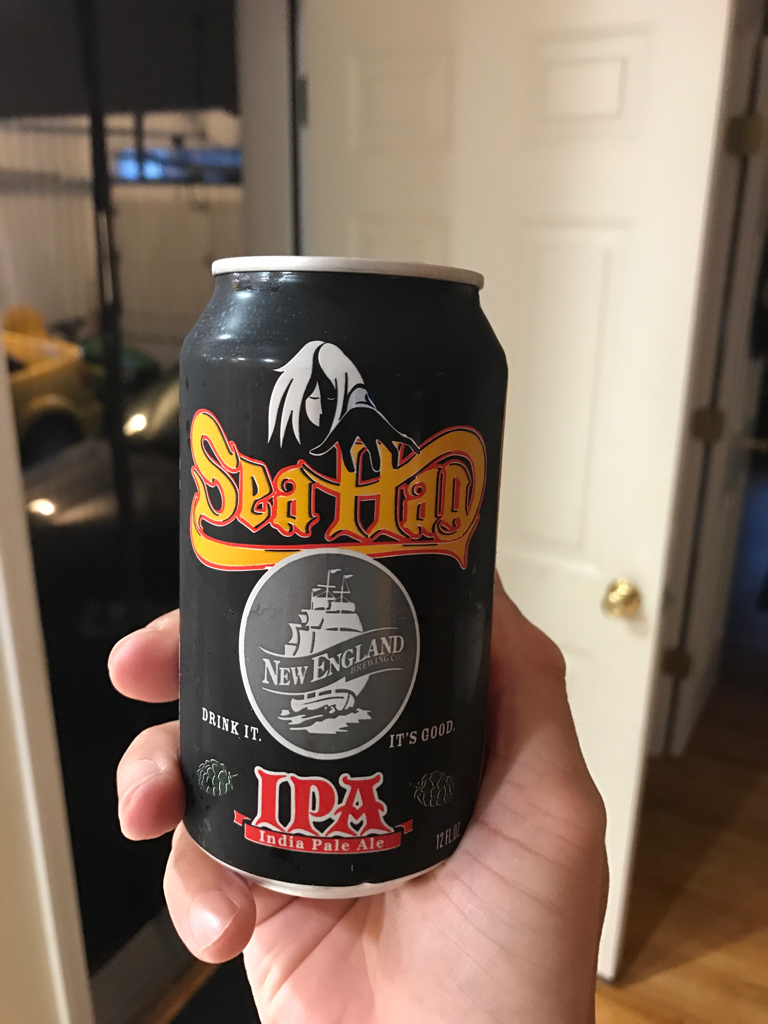 Sea Hag
NEW ENGLAND
BREWING CO.
DRINK IT.
IT'S GOOD.
IPA
India Pale Ale
12 FL OZ